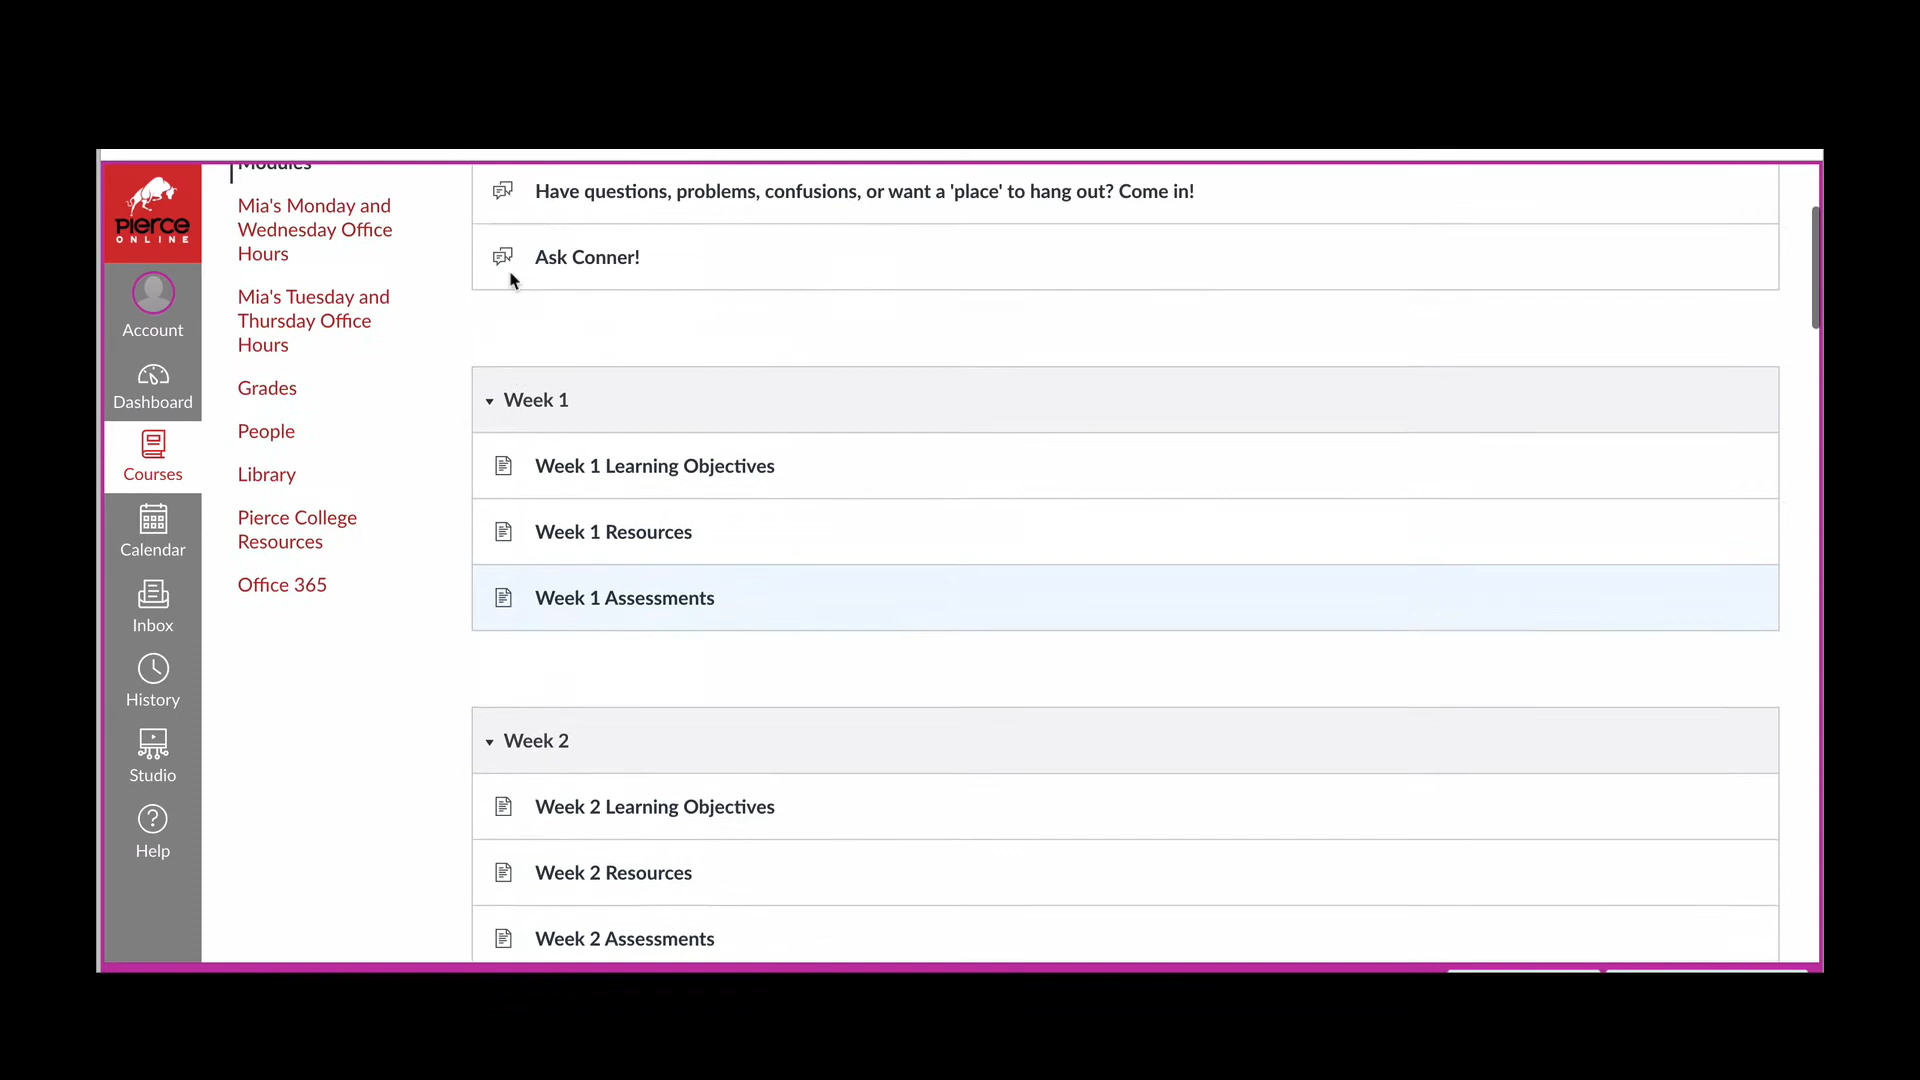 PIERCE
ONLINE
Account
Dashboard
Courses
Calendar
Inbox
History
Studio
Help
Modules
Mia's Monday and
Wednesday Office
Hours
Mia's Tuesday and
Thursday Office
Hours
Grades
People
Library
Pierce College
Resources
Office 365
Have questions, problems, confusions, or want a 'place' to hang out? Come in!
Ask Conner!
Week 1
Week 1 Learning Objectives
Week 1 Resources
Week 1 Assessments
Week 2
Week 2 Learning Objectives
Week 2 Resources
Week 2 Assessments